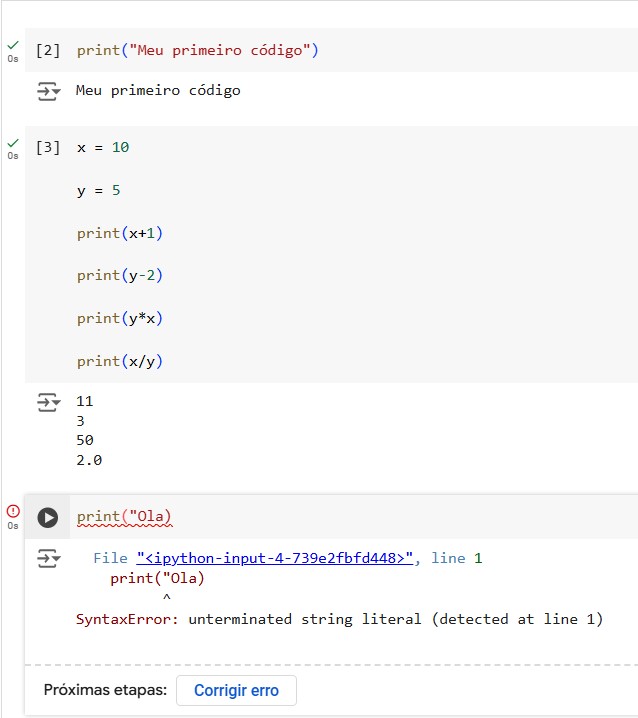 [2] print("Meu primeiro código")
0s
Meu primeiro código
[3] x = 10
0s
y = 5
print(x+1)
print(y-2)
print(y*x)
print(x/y)
11
3
50
2.0
print("Ola)
0s
File "<ipython-input-4-739e2fbfd448>", line 1
print("Ola)
^
SyntaxError: unterminated string literal (detected at line 1)
Próximas etapas: Corrigir erro